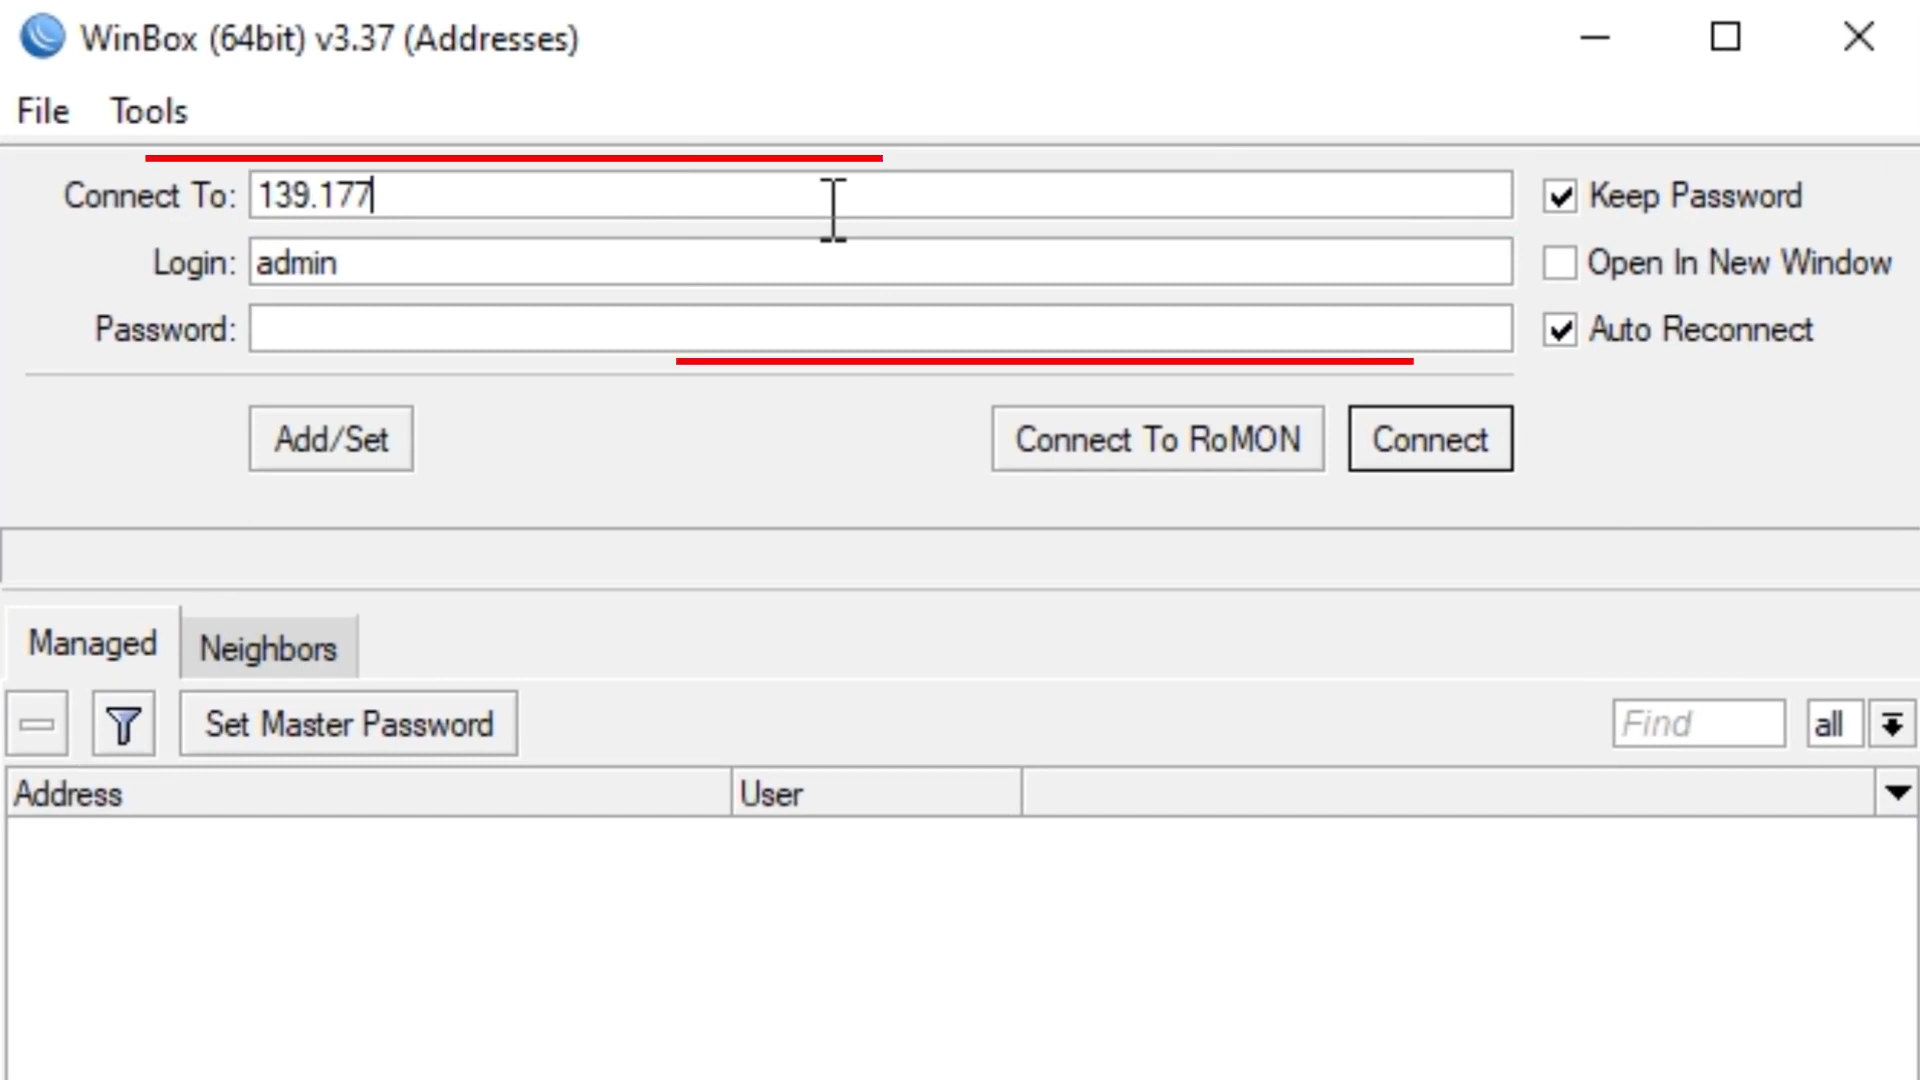 WinBox (64bit) v3.37 (Addresses)
File Tools
Connect To: 139.177 Keep Password
Login: admin Open In New Window
Password: Auto Reconnect
Add/Set Connect To RoMON Connect
Managed Neighbors
Set Master Password Find all
Address User